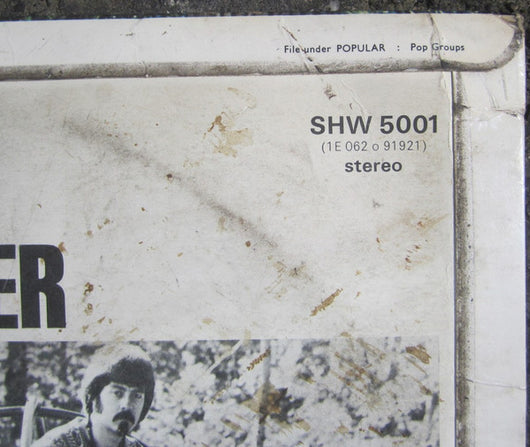 File under POPULAR : Pop Groups
SHW 5001
(1E 062 o 91921)
stereo
ER